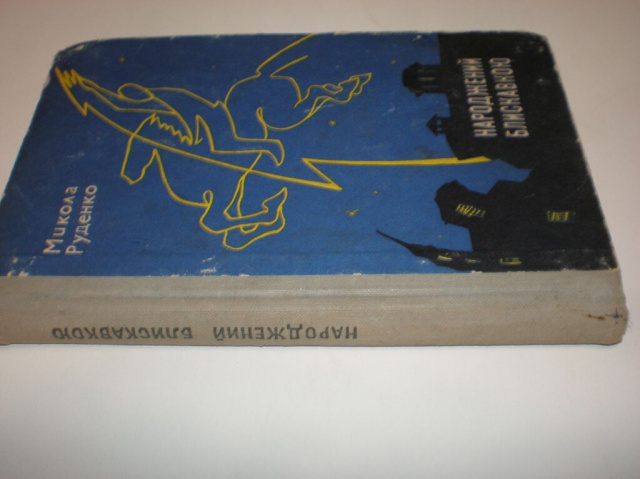 Микола
Руденко
НАРОДЖЕНИЙ
БЛИСКАВКОЮ
НАРОДЖЕНИЙ БЛИСКАВКОЮ